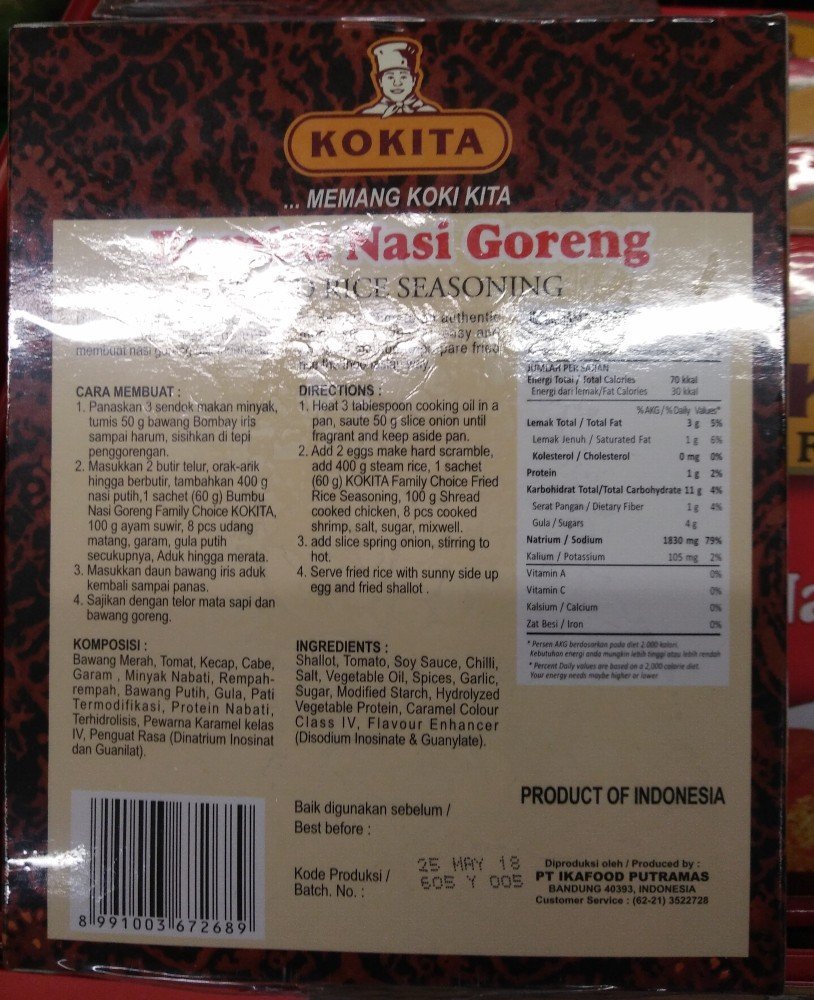 KOKITA
... MEMANG KOKI KITA
Nasi Goreng
RICE SEASONING
authentic
easy and
membuat nasi
pare fried
JUMLAH PER SAJIAN
Energi Total / Total Calories 70 kkal
Energi dari lemak/Fat Calories 30 kkal
% AKG / % Daily Values*
Lemak Total / Total Fat 3 g 5%
Lemak Jenuh / Saturated Fat 1 g 6%
Kolesterol / Cholesterol 0 mg 0%
Protein 1 g 2%
Karbohidrat Total/Total Carbohydrate 11 g 4%
Serat Pangan / Dietary Fiber 1 g 4%
Gula / Sugars 4 g
Natrium / Sodium 1830 mg 79%
Kalium / Potassium 105 mg 2%
Vitamin A 0%
Vitamin C 0%
Kalsium / Calcium 0%
Zat Besi / Iron 0%
* Persen AKG berdasarkan pada diet 2.000 kalori.
Kebutuhan energi anda mungkin lebih tinggi atau lebih rendah
* Percent Daily values are based on a 2,000 calorie diet.
Your energy needs maybe higher or lower
CARA MEMBUAT :
1. Panaskan 3 sendok makan minyak,
tumis 50 g bawang Bombay iris
sampai harum, sisihkan di tepi
penggorengan.
2. Masukkan 2 butir telur, orak-arik
hingga berbutir, tambahkan 400 g
nasi putih,1 sachet (60 g) Bumbu
Nasi Goreng Family Choice KOKITA,
100 g ayam suwir, 8 pcs udang
matang, garam, gula putih
secukupnya, Aduk hingga merata.
3. Masukkan daun bawang iris aduk
kembali sampai panas.
4. Sajikan dengan telor mata sapi dan
bawang goreng.
DIRECTIONS :
1. Heat 3 tablespoon cooking oil in a
pan, saute 50 g slice onion until
fragrant and keep aside pan.
2. Add 2 eggs make hard scramble,
add 400 g steam rice, 1 sachet
(60 g) KOKITA Family Choice Fried
Rice Seasoning, 100 g Shread
cooked chicken, 8 pcs cooked
shrimp, salt, sugar, mixwell.
3. add slice spring onion, stirring to
hot.
4. Serve fried rice with sunny side up
egg and fried shallot .
KOMPOSISI :
Bawang Merah, Tomat, Kecap, Cabe,
Garam , Minyak Nabati, Rempah-
rempah, Bawang Putih, Gula, Pati
Termodifikasi, Protein Nabati,
Terhidrolisis, Pewarna Karamel kelas
IV, Penguat Rasa (Dinatrium Inosinat
dan Guanilat).
INGREDIENTS :
Shallot, Tomato, Soy Sauce, Chilli,
Salt, Vegetable Oil, Spices, Garlic,
Sugar, Modified Starch, Hydrolyzed
Vegetable Protein, Caramel Colour
Class IV, Flavour Enhancer
(Disodium Inosinate & Guanylate).
8 991003 672689
Baik digunakan sebelum /
Best before :
Kode Produksi /
Batch. No. :
25 MAY 18
605 Y 005
PRODUCT OF INDONESIA
Diproduksi oleh / Produced by :
PT IKAFOOD PUTRAMAS
BANDUNG 40393, INDONESIA
Customer Service : (62-21) 3522728